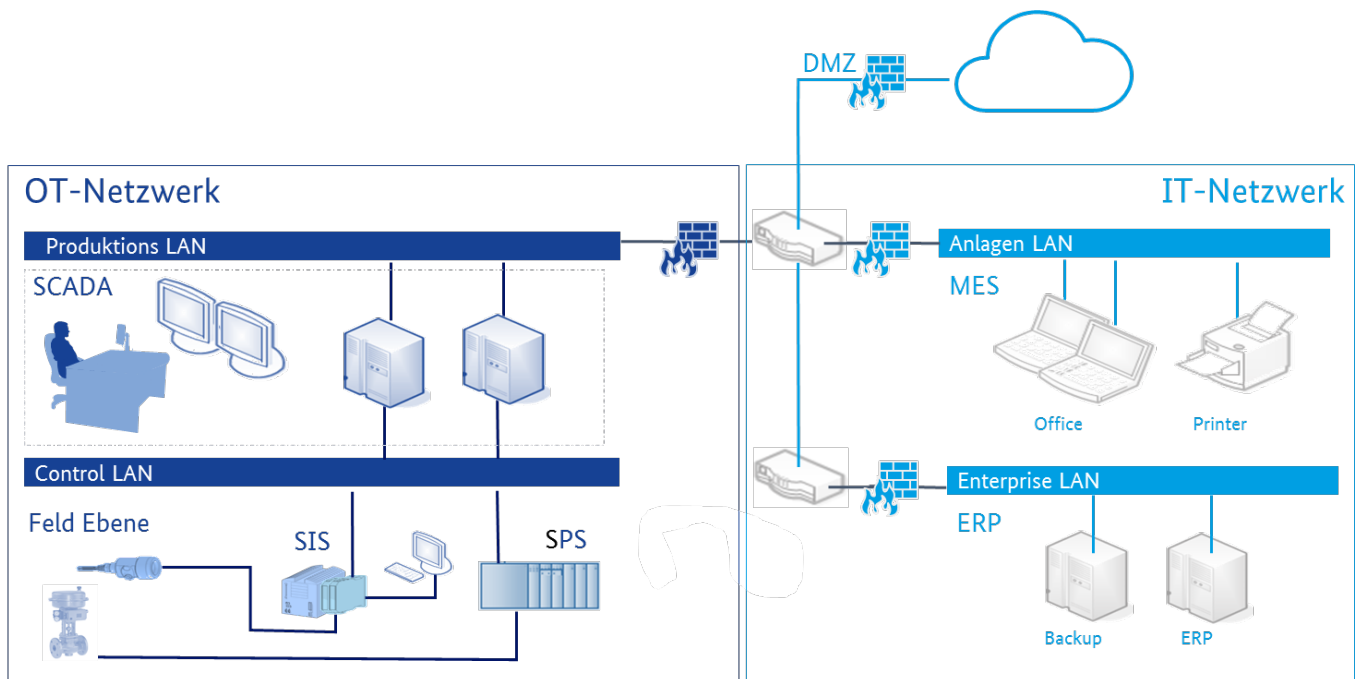 DMZ
OT-Netzwerk
IT-Netzwerk
Produktions LAN
Anlagen LAN
SCADA
MES
Office
Printer
Control LAN
Enterprise LAN
Feld Ebene
SIS
SPS
ERP
Backup
ERP